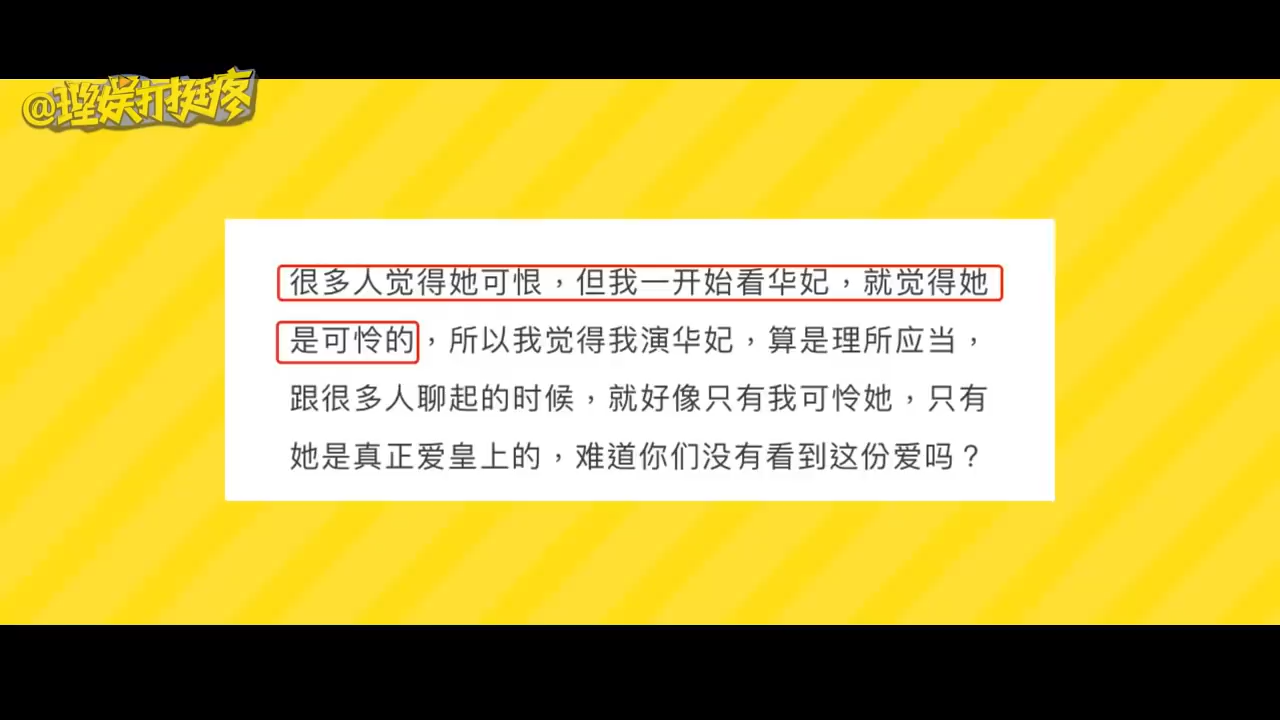 @理娱打挺疼
很多人觉得她可恨，但我一开始看华妃，就觉得她
是可怜的，所以我觉得我演华妃，算是理所应当，
跟很多人聊起的时候，就好像只有我可怜她，只有
她是真正爱皇上的，难道你们没有看到这份爱吗？